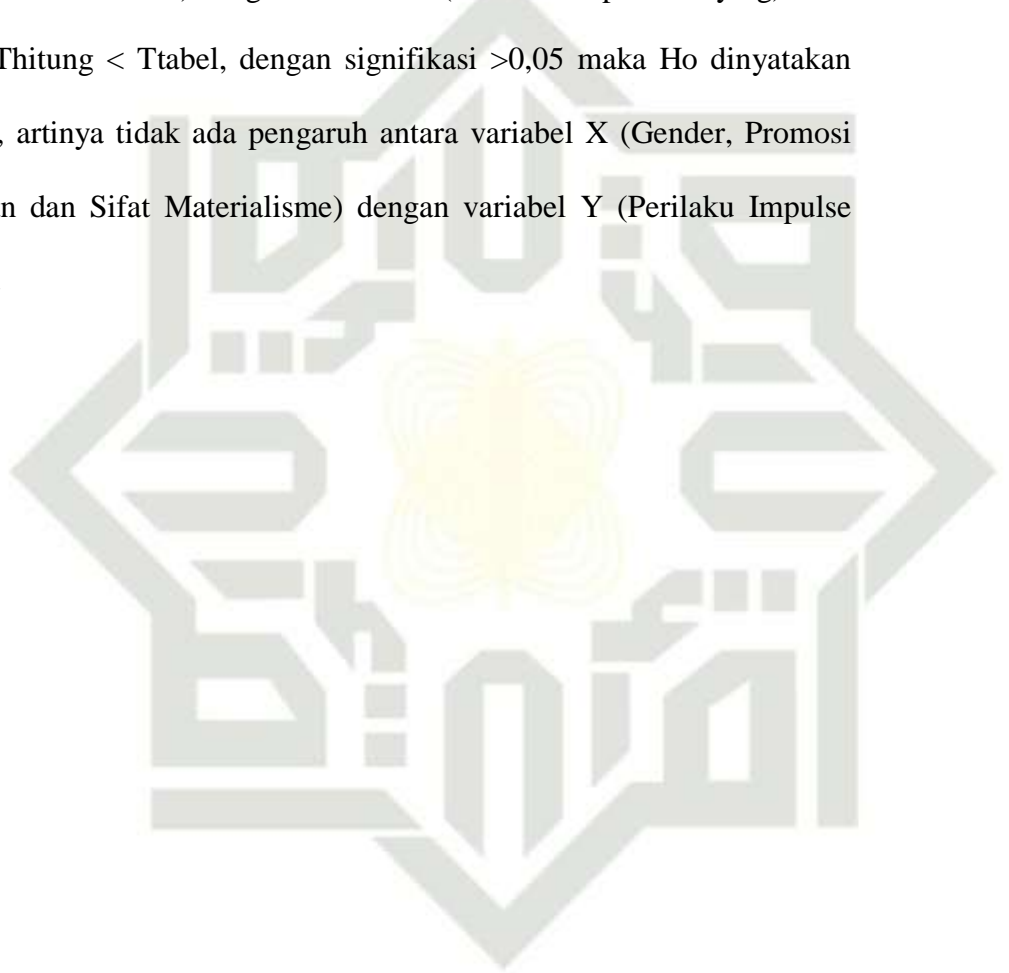 Thitung < Ttabel, dengan signifikasi >0,05 maka Ho dinyatakan
, artinya tidak ada pengaruh antara variabel X (Gender, Promosi
n dan Sifat Materialisme) dengan variabel Y (Perilaku Impulse